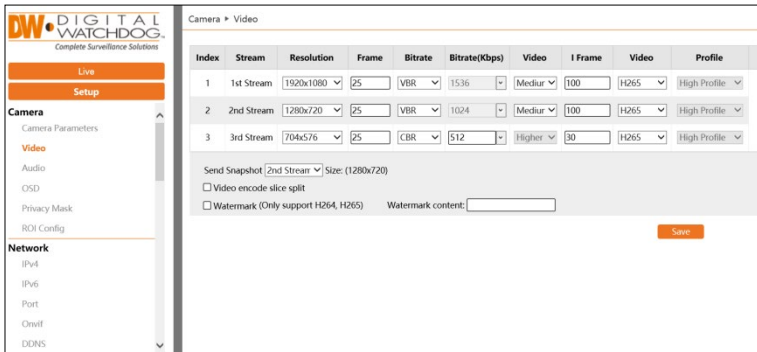 DW DIGITAL WATCHDOG
Complete Surveillance Solutions
Live
Setup
Camera
Camera Parameters
Video
Audio
OSD
Privacy Mask
ROI Config
Network
IPv4
IPv6
Port
Onvif
DDNS
Camera ▸ Video
Index Stream Resolution Frame Bitrate Bitrate(Kbps) Video I Frame Video Profile
1 1st Stream 1920x1080 25 VBR 1536 Mediur 100 H265 High Profile
2 2nd Stream 1280x720 25 VBR 1024 Mediur 100 H265 High Profile
3 3rd Stream 704x576 25 CBR 512 Higher 30 H265 High Profile
Send Snapshot 2nd Stream Size: (1280x720)
Video encode slice split
Watermark (Only support H264, H265) Watermark content:
Save